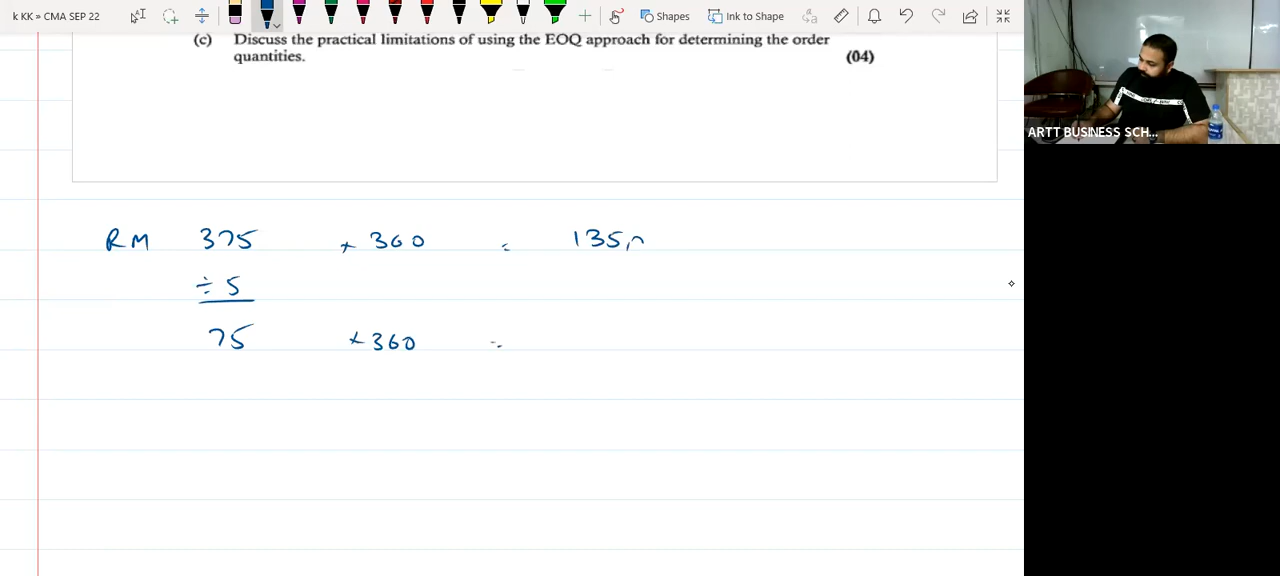 k KK » CMA SEP 22
Shapes
Ink to Shape
(c) Discuss the practical limitations of using the EOQ approach for determining the order
quantities. (04)
ARTT BUSINESS SCH...
RM 375 × 360 = 135,
÷ 5
75 × 360 =